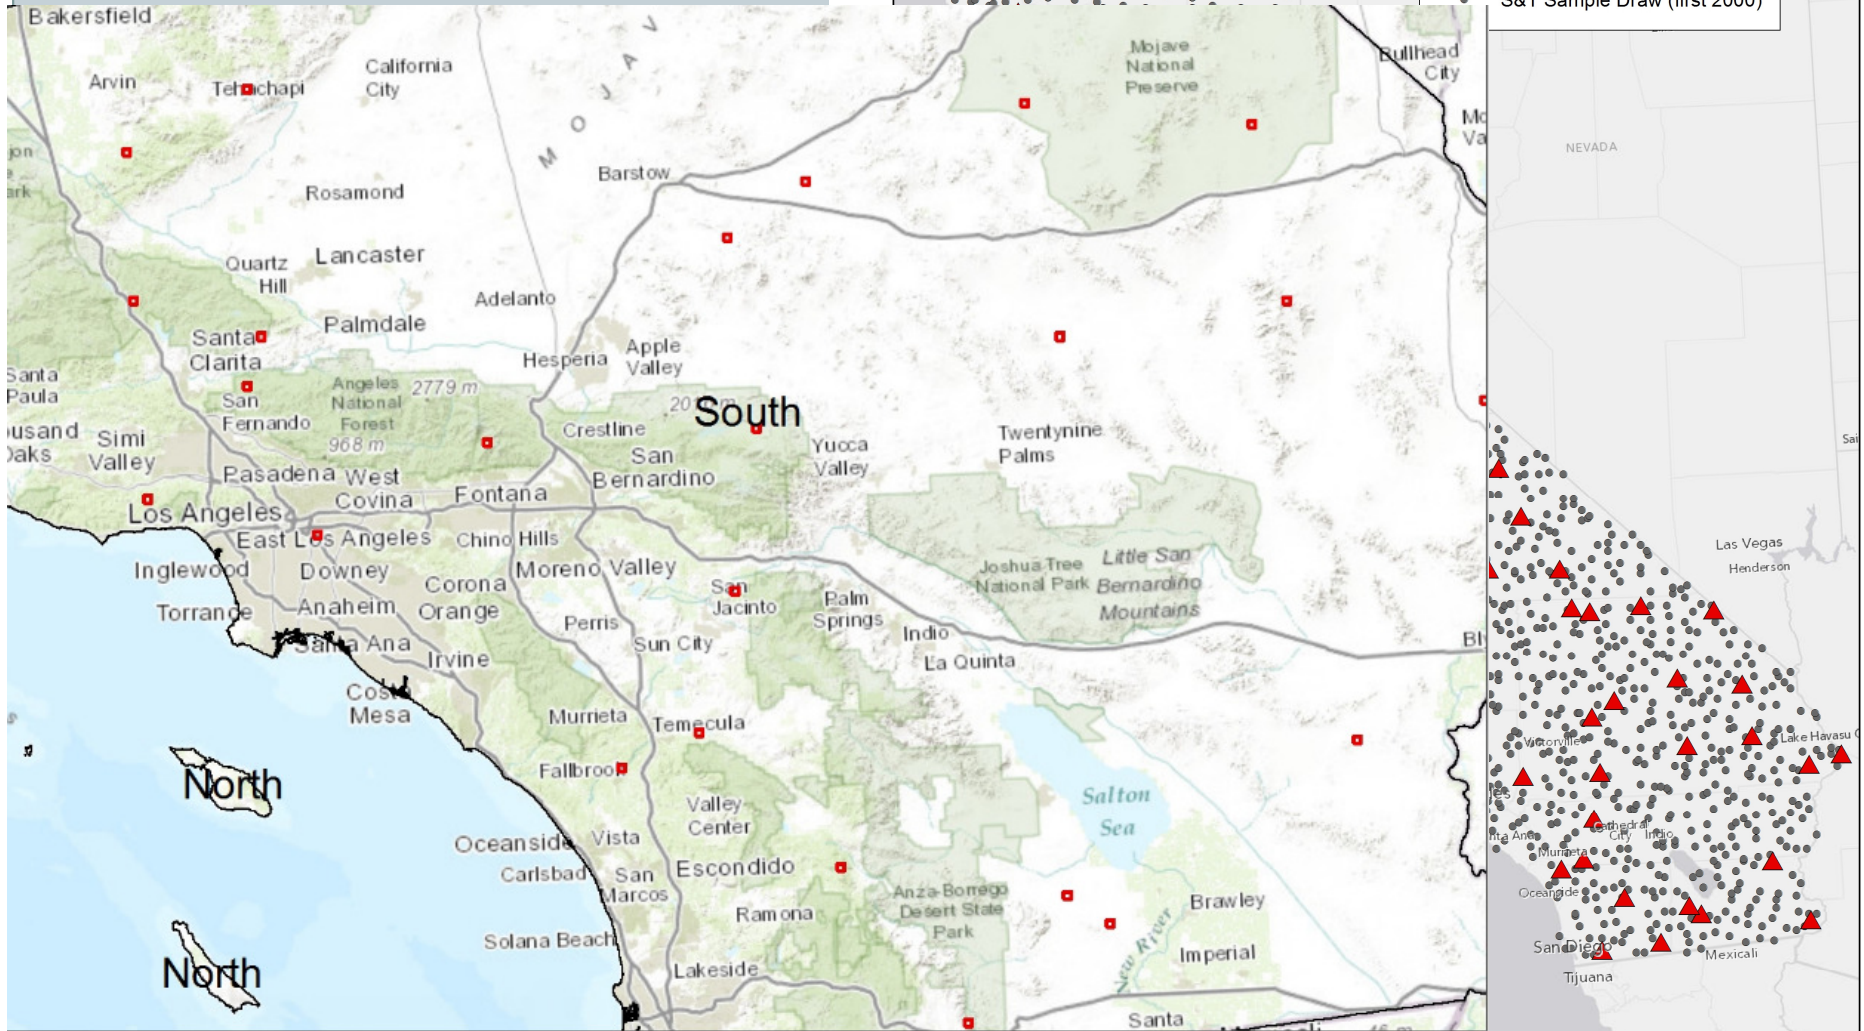 Bakersfield
Arvin
Tehachapi
California
City
M O J A V
Mojave
National
Preserve
Bullhead
City
Barstow
Rosamond
Quartz
Hill
Lancaster
Adelanto
Palmdale
Santa
Clarita
Hesperia
Apple
Valley
Santa
Paula
San
Fernando
Angeles
National
Forest
2779 m
968 m
Simi
Valley
Oaks
South
Crestline
San
Bernardino
Yucca
Valley
Twentynine
Palms
Pasadena
West
Covina
Fontana
Los Angeles
East Los Angeles
Chino Hills
Inglewood
Downey
Corona
Moreno Valley
San
Jacinto
Palm
Springs
Joshua Tree
National Park
Little San
Bernardino
Mountains
Torrance
Anaheim
Orange
Perris
Sun City
Indio
La Quinta
Santa Ana
Irvine
Costa
Mesa
Murrieta
Temecula
Fallbrook
North
Valley
Center
Salton
Sea
Oceanside
Vista
Carlsbad
San
Marcos
Escondido
Ramona
Anza-Borrego
Desert State
Park
Brawley
New River
Solana Beach
Imperial
North
Lakeside
Santa
S&T Sample Draw (first 2000)
NEVADA
Las Vegas
Henderson
Victorville
Lake Havasu C
Cathedral
City
Indio
Murrieta
Oceanside
San Diego
Mexicali
Tijuana